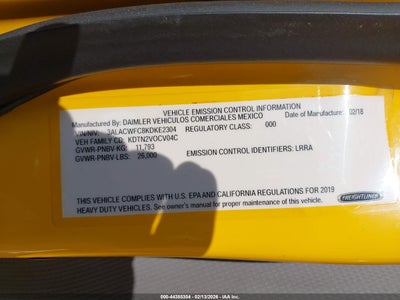 VEHICLE EMISSION CONTROL INFORMATION
Manufactured By: DAIMLER VEHICULOS COMERCIALES MEXICO Manufactured Date: 02/18
VIN/NIV: 3ALACWFC8KDKE2304 REGULATORY CLASS: 000
VEH FAMILY CD: KDTN2VOCV04C
GVWR-PNBV-KG: 11,793
GVWR-PNBV-LBS: 26,000 EMISSION CONTROL IDENTIFIERS: LRRA
THIS VEHICLE COMPLIES WITH U.S. EPA AND CALIFORNIA REGULATIONS FOR 2019
HEAVY DUTY VEHICLES. See owner's manual for proper maintenance of this vehicle.
FREIGHTLINER
STOCK #: 000-44355354 | 02/13/2026 - IAA Inc.